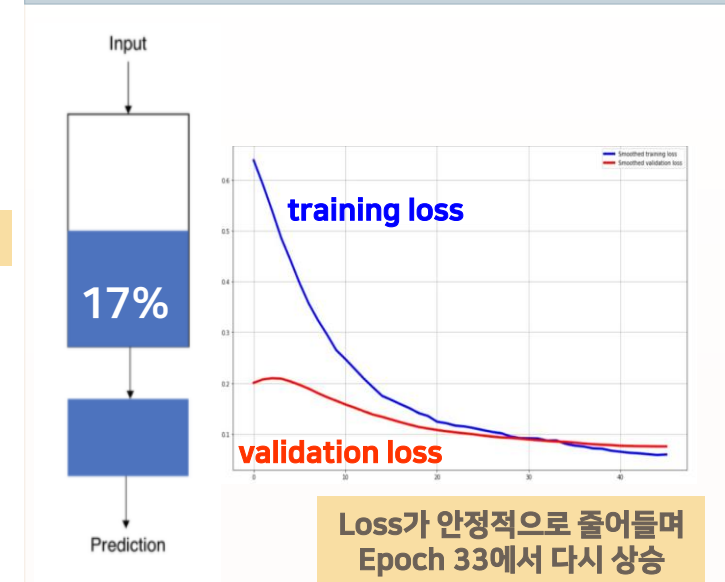 Input
17%
Prediction
Smoothed training loss
Smoothed validation loss
training loss
validation loss
0.6
0.5
0.4
0.3
0.2
0.1
0
10
20
30
40
Loss가 안정적으로 줄어들며
Epoch 33에서 다시 상승